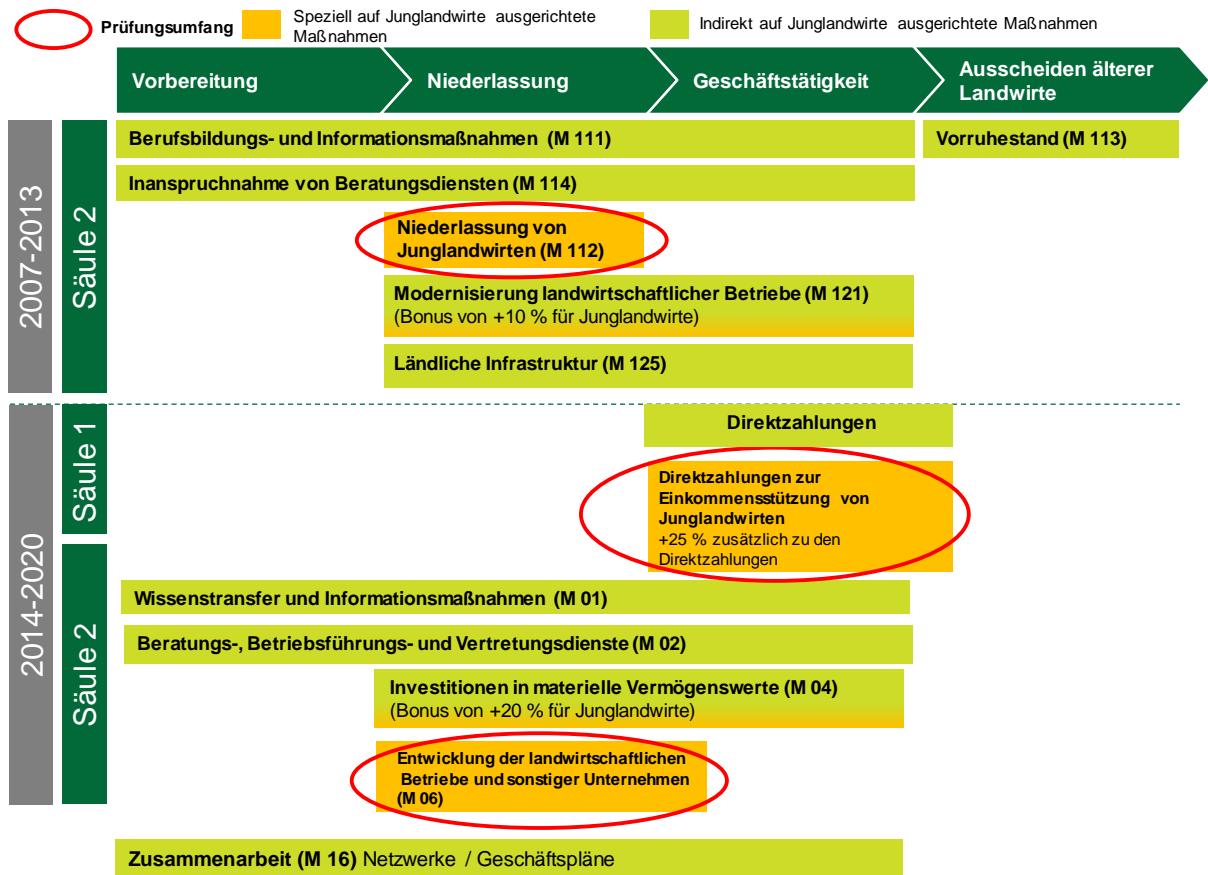 Prüfungsumfang
Speziell auf Junglandwirte ausgerichtete
Maßnahmen
Indirekt auf Junglandwirte ausgerichtete Maßnahmen
Vorbereitung
Niederlassung
Geschäftstätigkeit
Ausscheiden älterer
Landwirte
2007-2013
Säule 2
Berufsbildungs- und Informationsmaßnahmen (M 111)
Vorruhestand (M 113)
Inanspruchnahme von Beratungsdiensten (M 114)
Niederlassung von
Junglandwirten (M 112)
Modernisierung landwirtschaftlicher Betriebe (M 121)
(Bonus von +10 % für Junglandwirte)
Ländliche Infrastruktur (M 125)
2014-2020
Säule 1
Direktzahlungen
Direktzahlungen zur
Einkommensstützung von
Junglandwirten
+25 % zusätzlich zu den
Direktzahlungen
Säule 2
Wissenstransfer und Informationsmaßnahmen (M 01)
Beratungs-, Betriebsführungs- und Vertretungsdienste (M 02)
Investitionen in materielle Vermögenswerte (M 04)
(Bonus von +20 % für Junglandwirte)
Entwicklung der landwirtschaftlichen
Betriebe und sonstiger Unternehmen
(M 06)
Zusammenarbeit (M 16) Netzwerke / Geschäftspläne